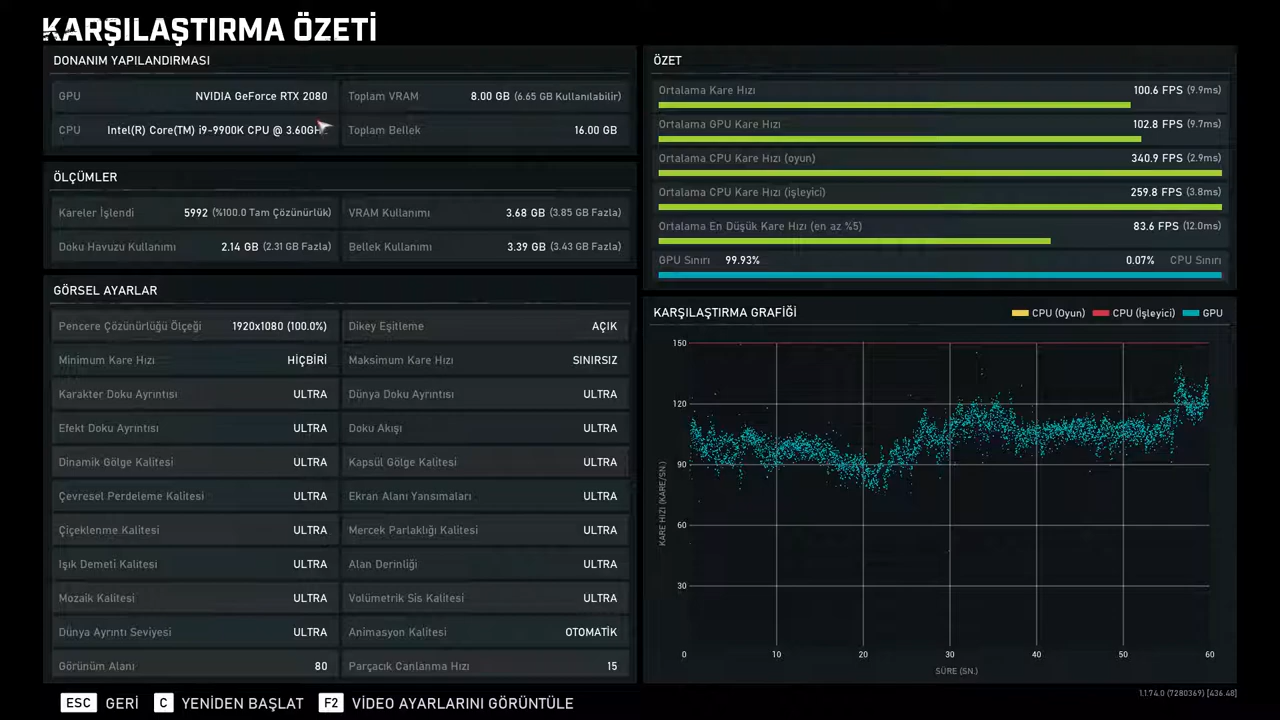 KARŞILAŞTIRMA ÖZETİ
DONANIM YAPILANDIRMASI
GPU NVIDIA GeForce RTX 2080 Toplam VRAM 8.00 GB (6.65 GB Kullanılabilir)
CPU Intel(R) Core(TM) i9-9900K CPU @ 3.60GHz Toplam Bellek 16.00 GB
ÖLÇÜMLER
Kareler İşlendi 5992 (%100.0 Tam Çözünürlük) VRAM Kullanımı 3.68 GB (3.85 GB Fazla)
Doku Havuzu Kullanımı 2.14 GB (2.31 GB Fazla) Bellek Kullanımı 3.39 GB (3.43 GB Fazla)
GÖRSEL AYARLAR
Pencere Çözünürlüğü Ölçeği 1920x1080 (100.0%) Dikey Eşitleme AÇIK
Minimum Kare Hızı HİÇBİRİ Maksimum Kare Hızı SINIRSIZ
Karakter Doku Ayrıntısı ULTRA Dünya Doku Ayrıntısı ULTRA
Efekt Doku Ayrıntısı ULTRA Doku Akışı ULTRA
Dinamik Gölge Kalitesi ULTRA Kapsül Gölge Kalitesi ULTRA
Çevresel Perdeleme Kalitesi ULTRA Ekran Alanı Yansımaları ULTRA
Çiçeklenme Kalitesi ULTRA Mercek Parlaklığı Kalitesi ULTRA
Işık Demeti Kalitesi ULTRA Alan Derinliği ULTRA
Mozaik Kalitesi ULTRA Volümetrik Sis Kalitesi ULTRA
Dünya Ayrıntı Seviyesi ULTRA Animasyon Kalitesi OTOMATİK
Görünüm Alanı 80 Parçacık Canlanma Hızı 15
ÖZET
Ortalama Kare Hızı 100.6 FPS (9.9ms)
Ortalama GPU Kare Hızı 102.8 FPS (9.7ms)
Ortalama CPU Kare Hızı (oyun) 340.9 FPS (2.9ms)
Ortalama CPU Kare Hızı (işleyici) 259.8 FPS (3.8ms)
Ortalama En Düşük Kare Hızı (en az %5) 83.6 FPS (12.0ms)
GPU Sınırı 99.93% 0.07% CPU Sınırı
KARŞILAŞTIRMA GRAFİĞİ CPU (Oyun) CPU (İşleyici) GPU
150
120
90
60
30
KARE HIZI (KARE/SN.)
0 10 20 30 40 50 60
SÜRE (SN.)
ESC GERİ C YENİDEN BAŞLAT F2 VİDEO AYARLARINI GÖRÜNTÜLE
1.1.74.0 (7280369) [436.48]